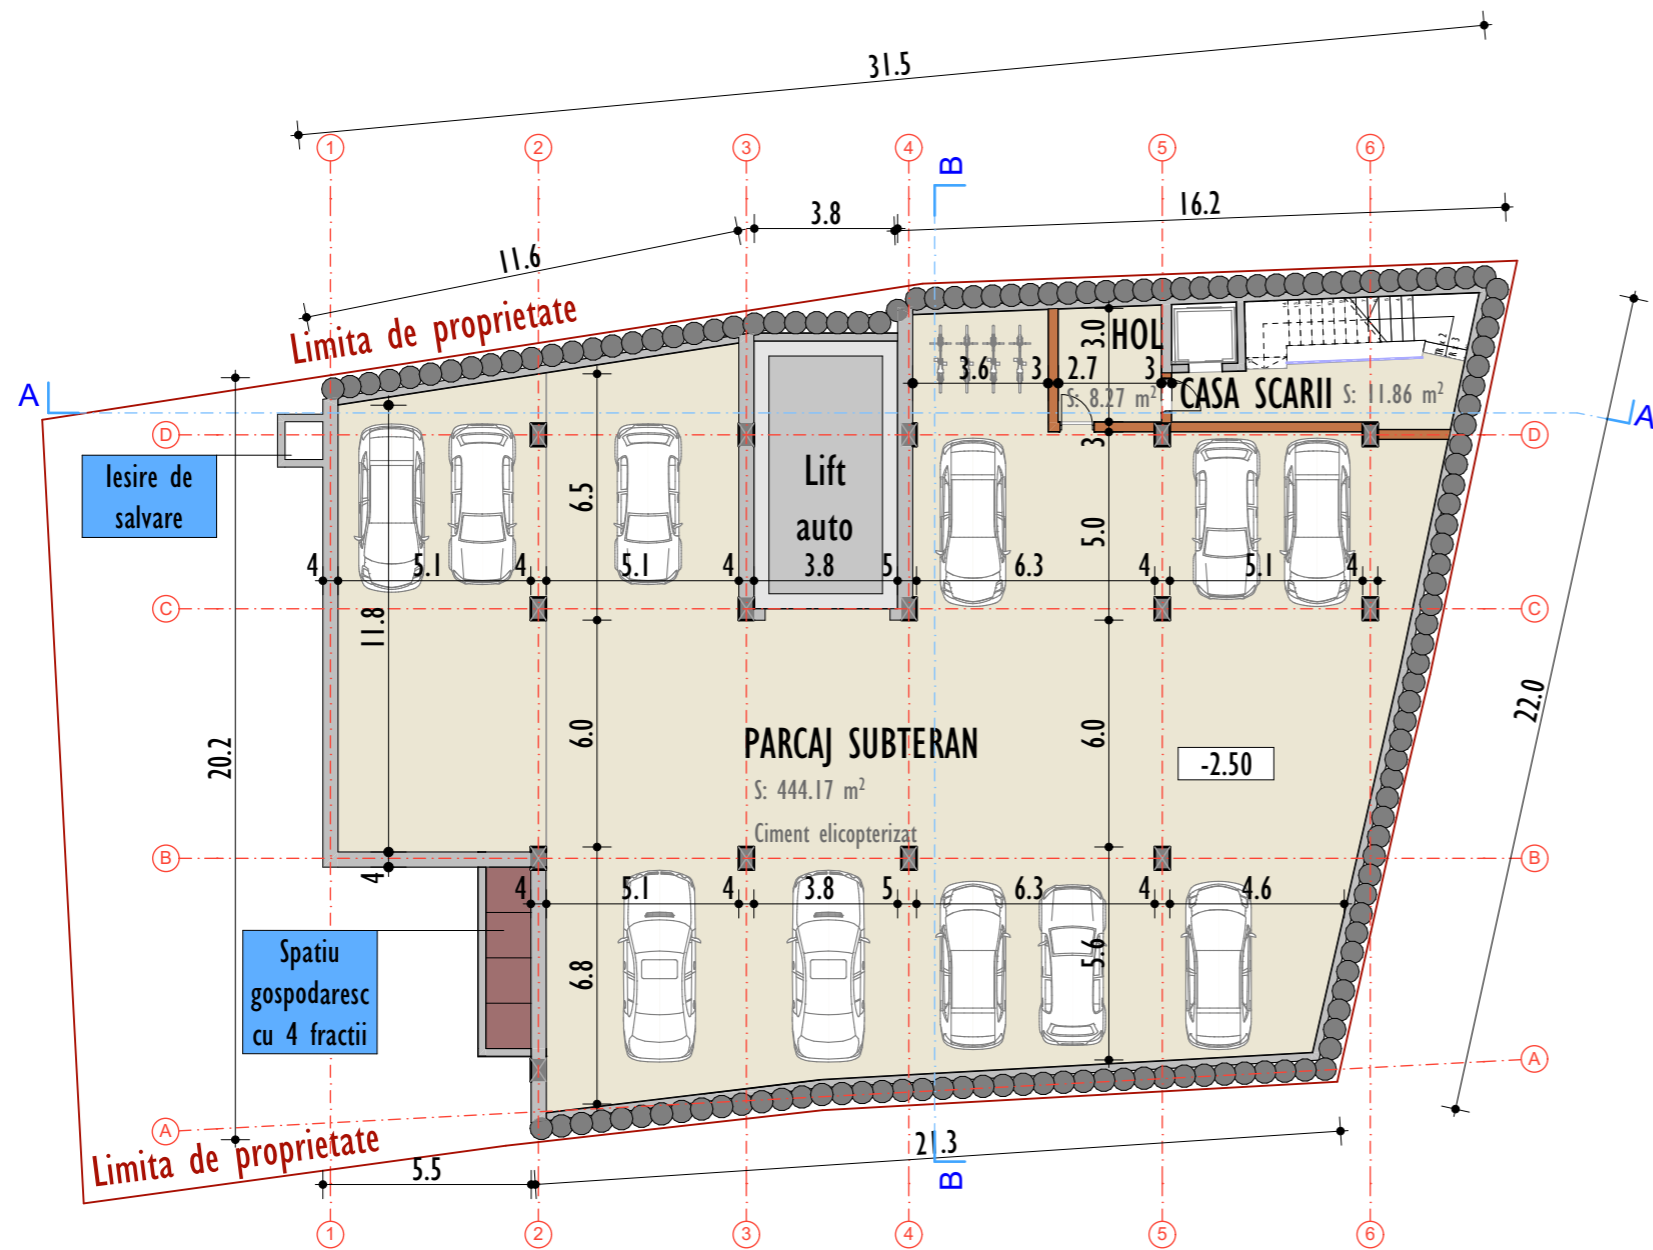 31.5
1 2 3 4 5 6
B
3.8
16.2
11.6
Limita de proprietate
A
A
D
D
Iesire de
salvare
3.0
HOL
3.6 3 2.7 3
S: 8.27 m²
CASA SCARII S: 11.86 m²
3
Lift
auto
6.5
5.0
4 5.1 4 5.1 4 3.8 5 6.3 4 5.1 4
C
C
11.8
20.2
22.0
6.0
6.0
PARCAJ SUBTERAN
S: 444.17 m²
Ciment elicopterizat
-2.50
B
B
4
4 5.1 4 3.8 5 6.3 4 4.6
Spatiu
gospodaresc
cu 4 fractii
6.8
5.6
A
A
Limita de proprietate
5.5
21.3
B
1 2 3 4 5 6